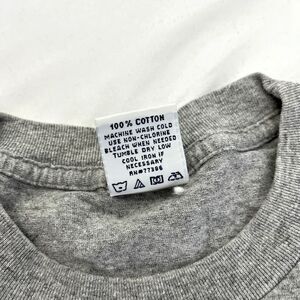 100% COTTON
MACHINE WASH COLD
USE NON-CHLORINE
BLEACH WHEN NEEDED
TUMBLE DRY LOW
COOL IRON IF
NECESSARY
RN#77396